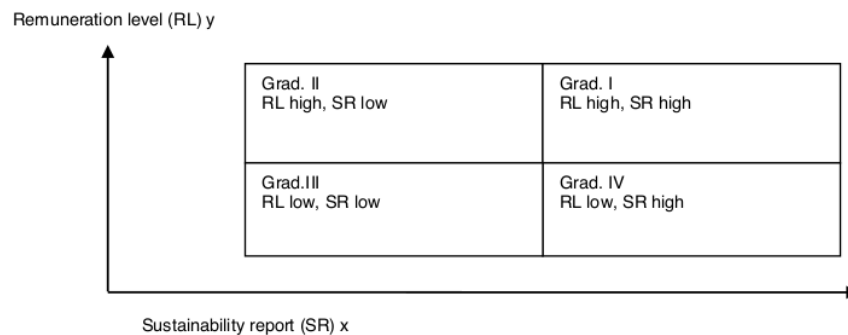 Remuneration level (RL) y
Grad. II
RL high, SR low
Grad. I
RL high, SR high
Grad.III
RL low, SR low
Grad. IV
RL low, SR high
Sustainability report (SR) x